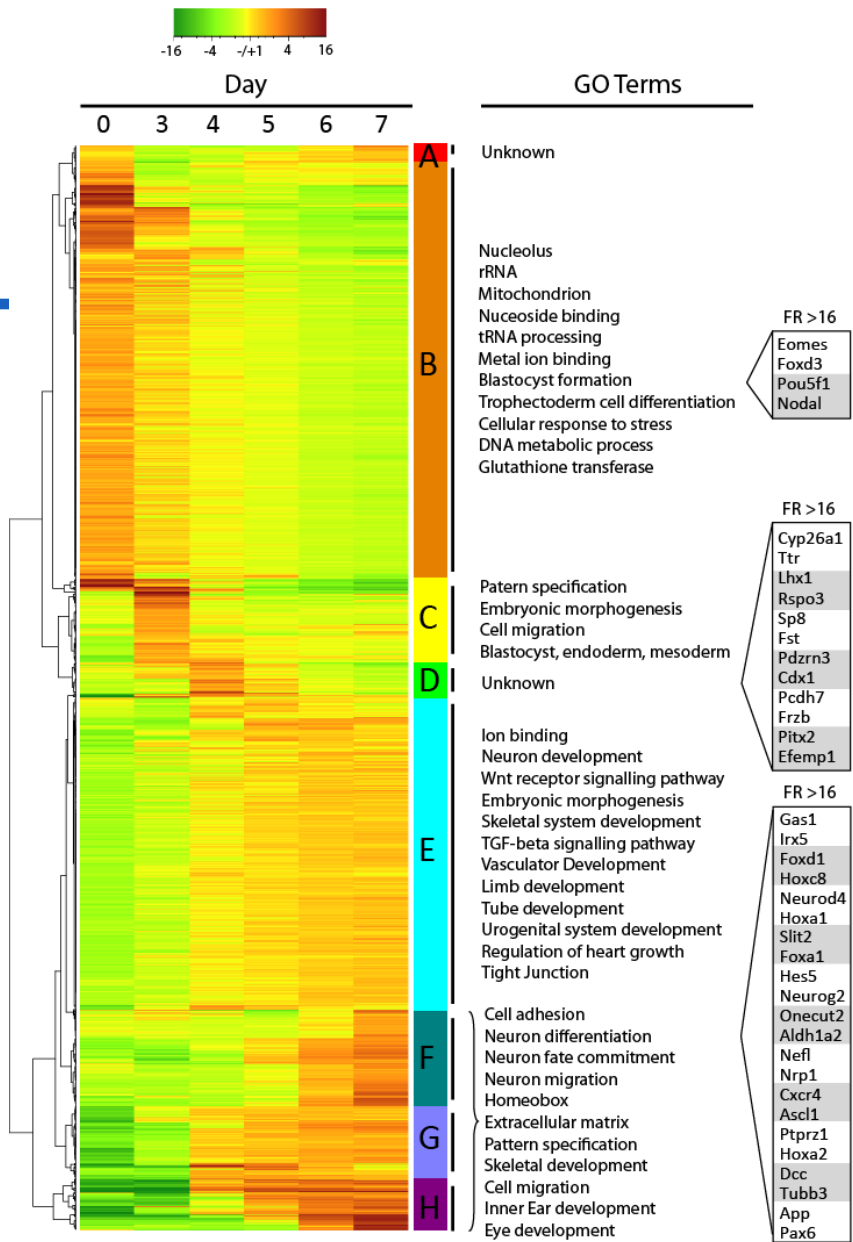 -16 -4 -/+1 4 16
Day
GO Terms
0 3 4 5 6 7
A
Unknown
B
Nucleolus
rRNA
Mitochondrion
Nuceoside binding
tRNA processing
Metal ion binding
Blastocyst formation
Trophectoderm cell differentiation
Cellular response to stress
DNA metabolic process
Glutathione transferase
FR >16
Eomes
Foxd3
Pou5f1
Nodal
C
Patern specification
Embryonic morphogenesis
Cell migration
Blastocyst, endoderm, mesoderm
D
Unknown
FR >16
Cyp26a1
Ttr
Lhx1
Rspo3
Sp8
Fst
Pdzrn3
Cdx1
Pcdh7
Frzb
Pitx2
Efemp1
E
Ion binding
Neuron development
Wnt receptor signalling pathway
Embryonic morphogenesis
Skeletal system development
TGF-beta signalling pathway
Vasculator Development
Limb development
Tube development
Urogenital system development
Regulation of heart growth
Tight Junction
F
G
H
Cell adhesion
Neuron differentiation
Neuron fate commitment
Neuron migration
Homeobox
Extracellular matrix
Pattern specification
Skeletal development
Cell migration
Inner Ear development
Eye development
FR >16
Gas1
Irx5
Foxd1
Hoxc8
Neurod4
Hoxa1
Slit2
Foxa1
Hes5
Neurog2
Onecut2
Aldh1a2
Nefl
Nrp1
Cxcr4
Ascl1
Ptprz1
Hoxa2
Dcc
Tubb3
App
Pax6